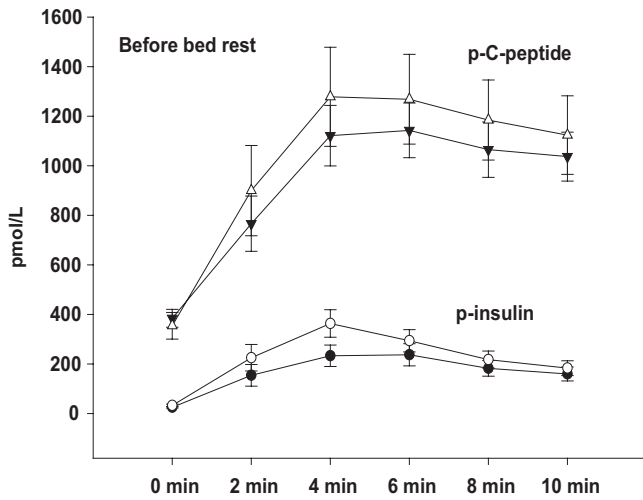 1600
Before bed rest
p-C-peptide
1400
1200
1000
800
pmol/L
600
400
p-insulin
200
0
0 min 2 min 4 min 6 min 8 min 10 min